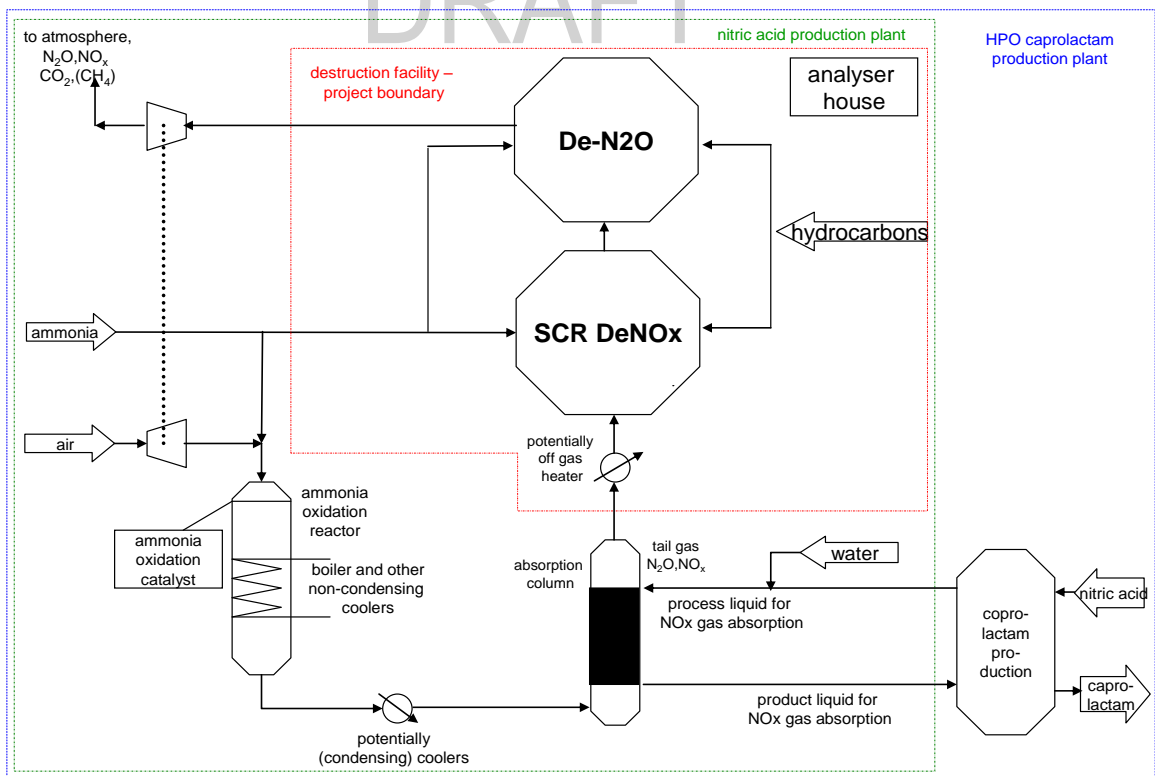 DRAFT
to atmosphere,
N₂O,NOₓ
CO₂,(CH₄)
nitric acid production plant
HPO caprolactam
production plant
destruction facility –
project boundary
analyser
house
De-N2O
hydrocarbons
SCR DeNOx
ammonia
air
potentially
off gas
heater
ammonia
oxidation
reactor
ammonia
oxidation
catalyst
boiler and other
non-condensing
coolers
absorption
column
tail gas
N₂O,NOₓ
water
process liquid for
NOx gas absorption
nitric acid
copro-
lactam
pro-
duction
capro-
lactam
product liquid for
NOx gas absorption
potentially
(condensing) coolers